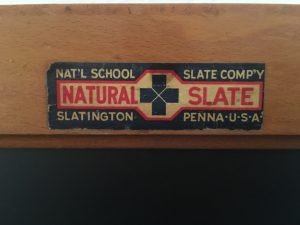 NAT'L SCHOOL SLATE COMP'Y
NATURAL SLATE
SLATINGTON PENNA·U·S·A·